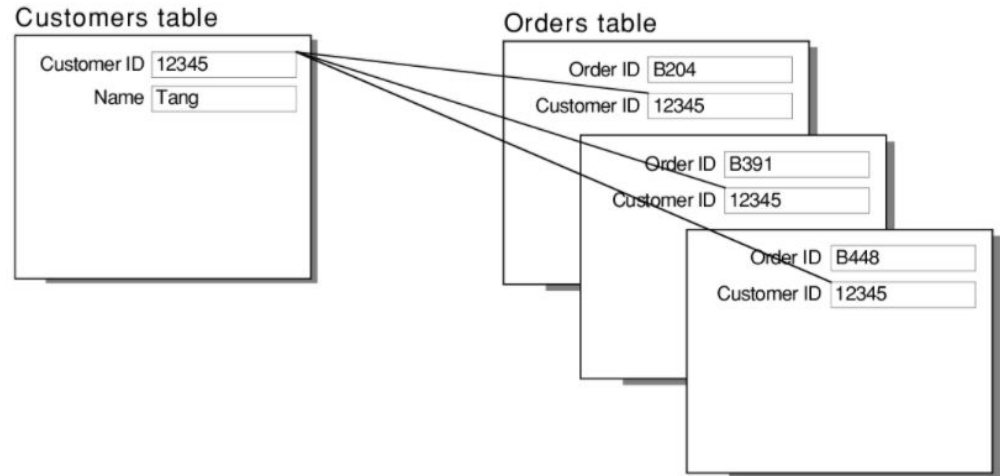 Customers table
Customer ID 12345
Name Tang
Orders table
Order ID B204
Customer ID 12345
Order ID B391
Customer ID 12345
Order ID B448
Customer ID 12345